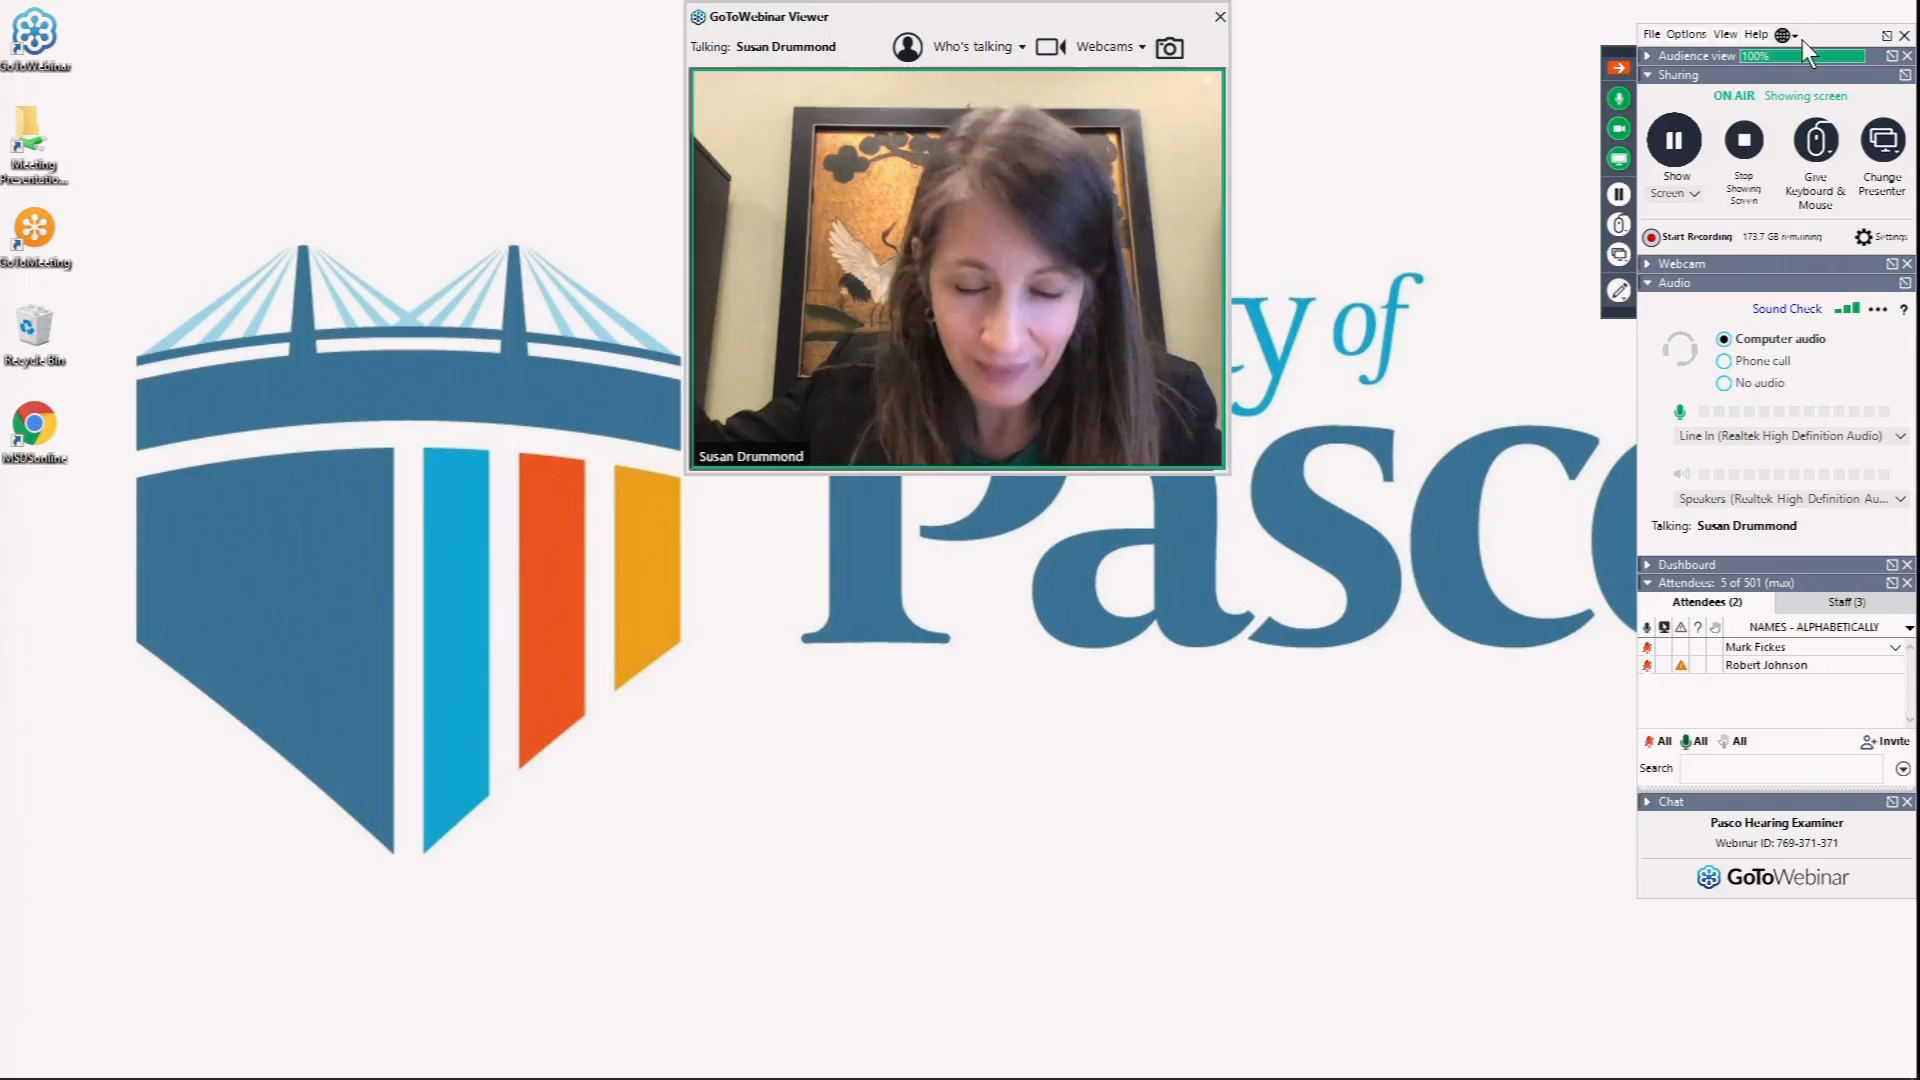 GoToWebinar
Meeting
Presentatio...
GoToMeeting
Recycle Bin
MSDSonline
GoToWebinar Viewer
Talking: Susan Drummond
Who's talking
Webcams
Susan Drummond
y of
Pasco
File Options View Help
Audience view 100%
Sharing
ON AIR Showing screen
Show
Screen
Stop
Showing
Screen
Give
Keyboard &
Mouse
Change
Presenter
Start Recording 173.7 GB remaining
Settings
Webcam
Audio
Sound Check ?
Computer audio
Phone call
No audio
Line In (Realtek High Definition Audio)
Speakers (Realtek High Definition Au...
Talking: Susan Drummond
Dashboard
Attendees: 5 of 501 (max)
Attendees (2) Staff (3)
? NAMES - ALPHABETICALLY
Mark Fickes
Robert Johnson
All All All Invite
Search
Chat
Pasco Hearing Examiner
Webinar ID: 769-371-371
GoToWebinar